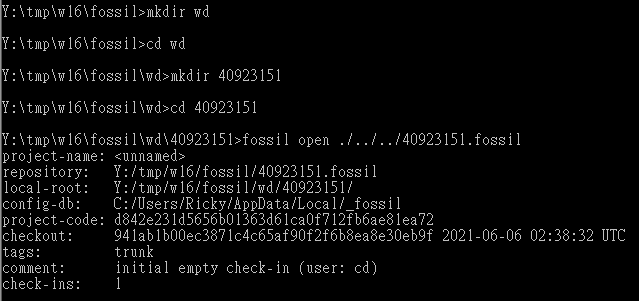 Y:\tmp\w16\fossil>mkdir wd
Y:\tmp\w16\fossil>cd wd
Y:\tmp\w16\fossil\wd>mkdir 40923151
Y:\tmp\w16\fossil\wd>cd 40923151
Y:\tmp\w16\fossil\wd\40923151>fossil open ./../../40923151.fossil
project-name: <unnamed>
repository:   Y:/tmp/w16/fossil/40923151.fossil
local-root:   Y:/tmp/w16/fossil/wd/40923151/
config-db:    C:/Users/Ricky/AppData/Local/_fossil
project-code: d842e231d5656b01363d61ca0f712fb6ae81ea72
checkout:     941ab1b00ec3871c4c65af90f2f6b8ea8e30eb9f 2021-06-06 02:38:32 UTC
tags:         trunk
comment:      initial empty check-in (user: cd)
check-ins:    1